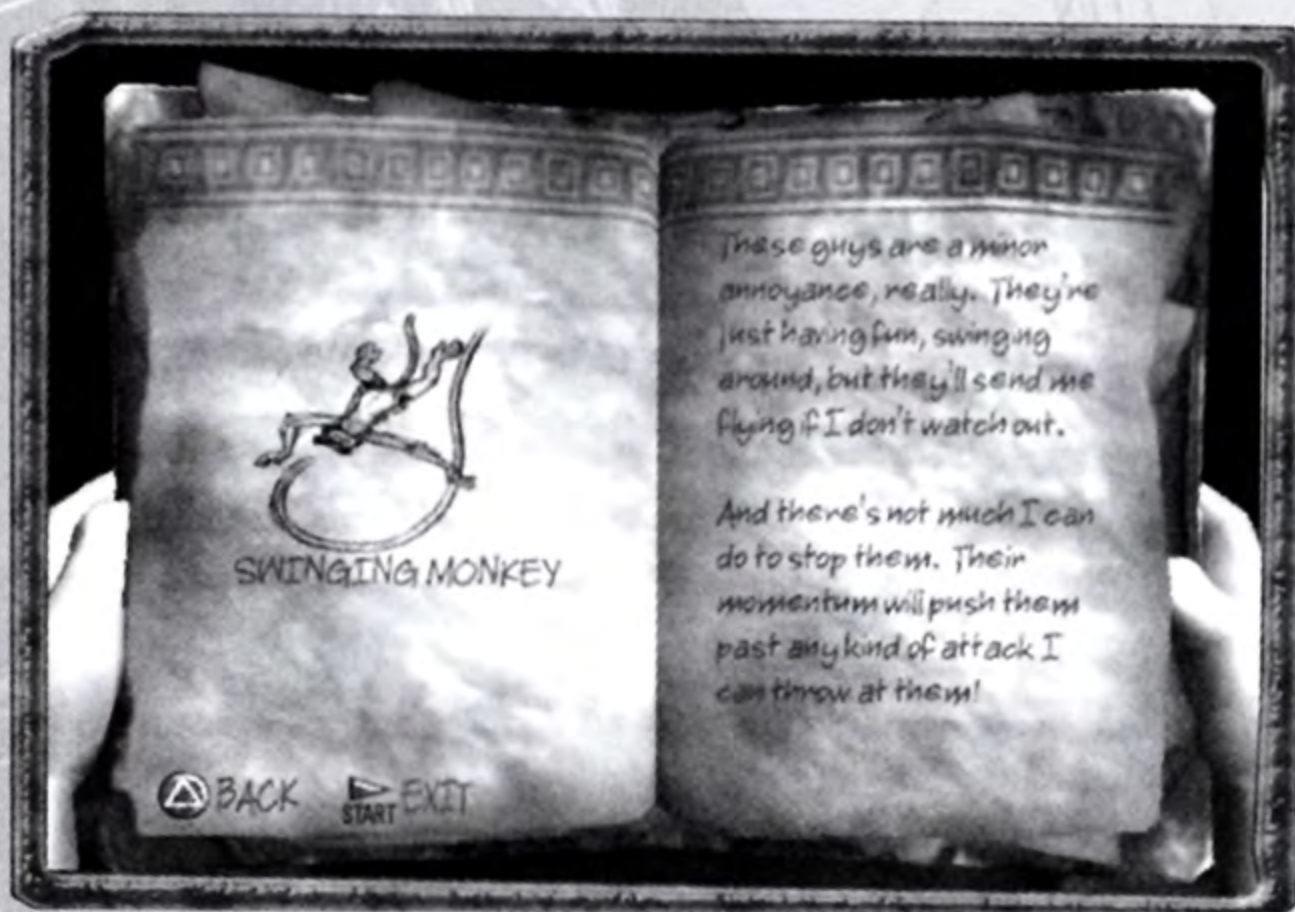 SWINGING MONKEY
BACK
START EXIT
These guys are a minor
annoyance, really. They're
just having fun, swinging
around, but they'll send me
flying if I don't watch out.
And there's not much I can
do to stop them. Their
momentum will push them
past any kind of attack I
can throw at them!